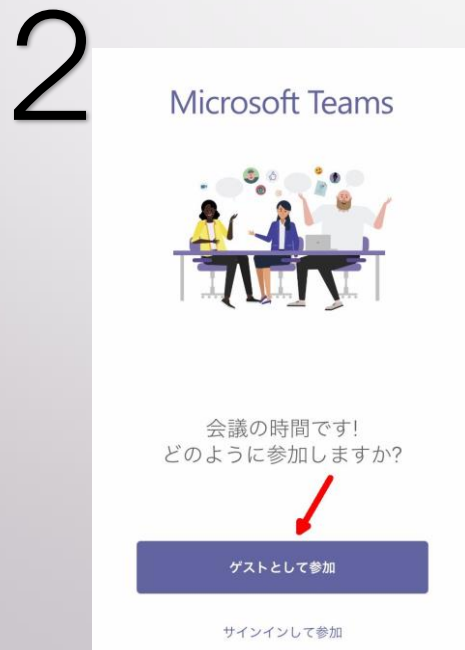 2
Microsoft Teams
会議の時間です!
どのように参加しますか?
ゲストとして参加
サインインして参加